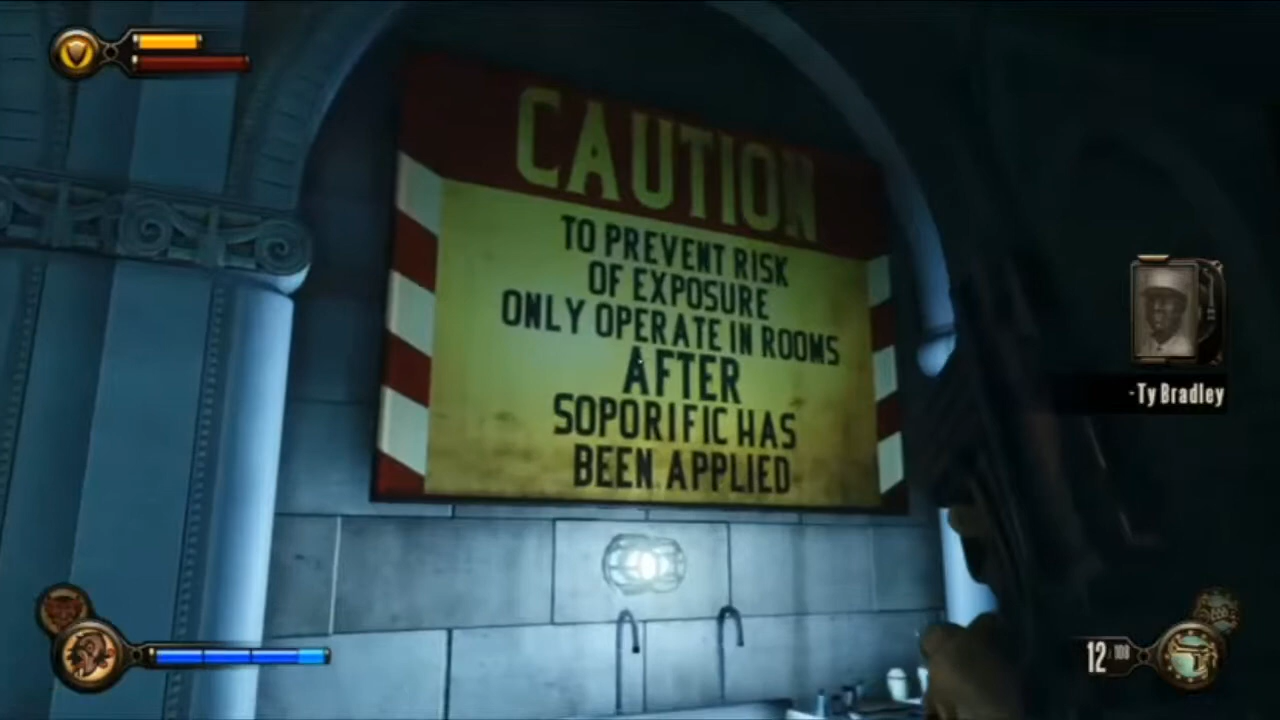 CAUTION
TO PREVENT RISK
OF EXPOSURE
ONLY OPERATE IN ROOMS
AFTER
SOPORIFIC HAS
BEEN APPLIED
-Ty Bradley
12 100